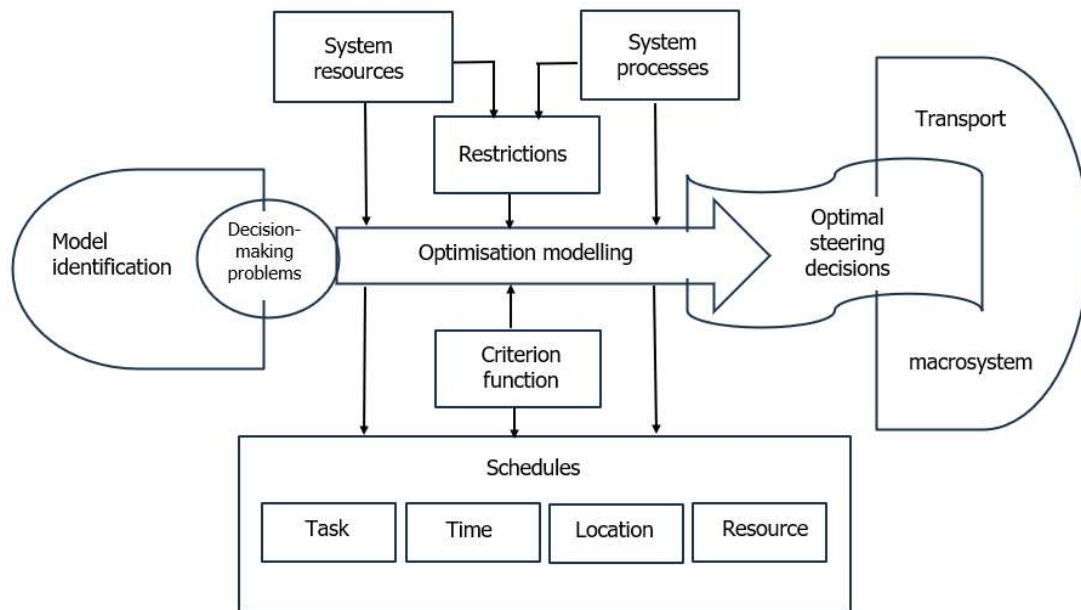 System
resources
System
processes
Transport
Restrictions
Model
identification
Decision-
making
problems
Optimisation modelling
Optimal
steering
decisions
Criterion
function
macrosystem
Schedules
Task
Time
Location
Resource